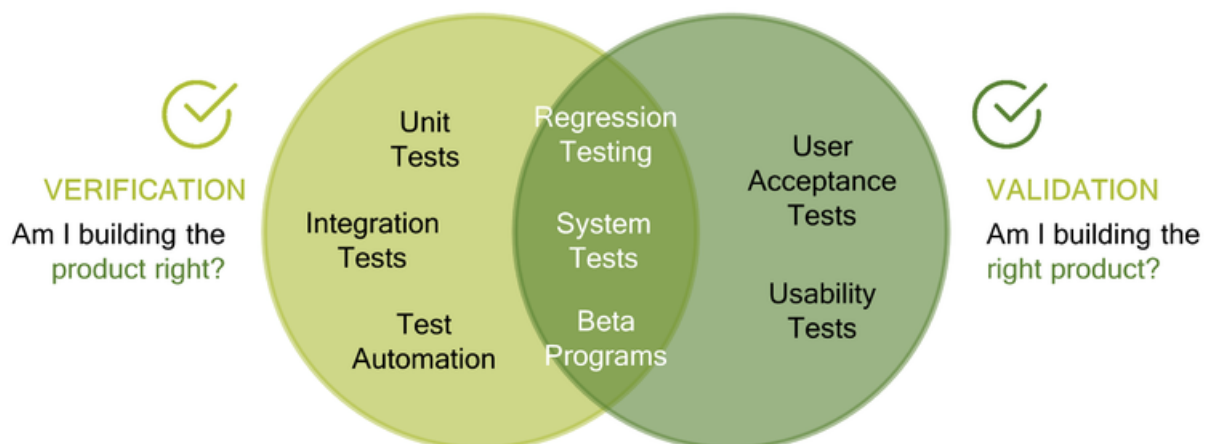 VERIFICATION
Am I building the
product right?
Unit
Tests
Integration
Tests
Test
Automation
Regression
Testing
System
Tests
Beta
Programs
User
Acceptance
Tests
Usability
Tests
VALIDATION
Am I building the
right product?